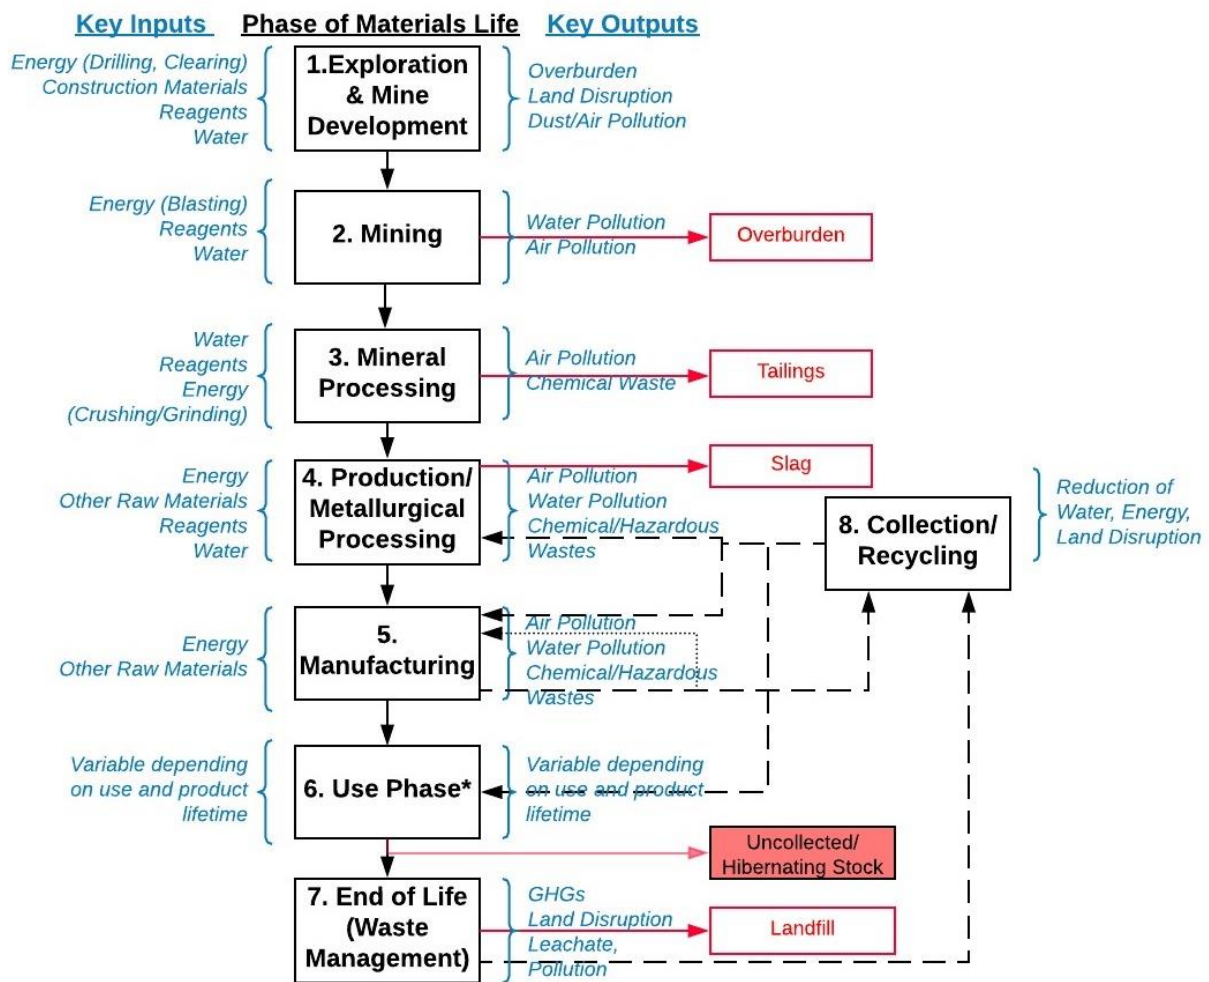 Key Inputs
Phase of Materials Life
Key Outputs
Energy (Drilling, Clearing)
Construction Materials
Reagents
Water
1.Exploration
& Mine
Development
Overburden
Land Disruption
Dust/Air Pollution
Energy (Blasting)
Reagents
Water
2. Mining
Water Pollution
Air Pollution
Overburden
Water
Reagents
Energy
(Crushing/Grinding)
3. Mineral
Processing
Air Pollution
Chemical Waste
Tailings
Energy
Other Raw Materials
Reagents
Water
4. Production/
Metallurgical
Processing
Air Pollution
Water Pollution
Chemical/Hazardous
Wastes
Slag
8. Collection/
Recycling
Reduction of
Water, Energy,
Land Disruption
Energy
Other Raw Materials
5.
Manufacturing
Air Pollution
Water Pollution
Chemical/Hazardous
Wastes
Variable depending
on use and product
lifetime
6. Use Phase*
Variable depending
on use and product
lifetime
Uncollected/
Hibernating Stock
7. End of Life
(Waste
Management)
GHGs
Land Disruption
Leachate,
Pollution
Landfill